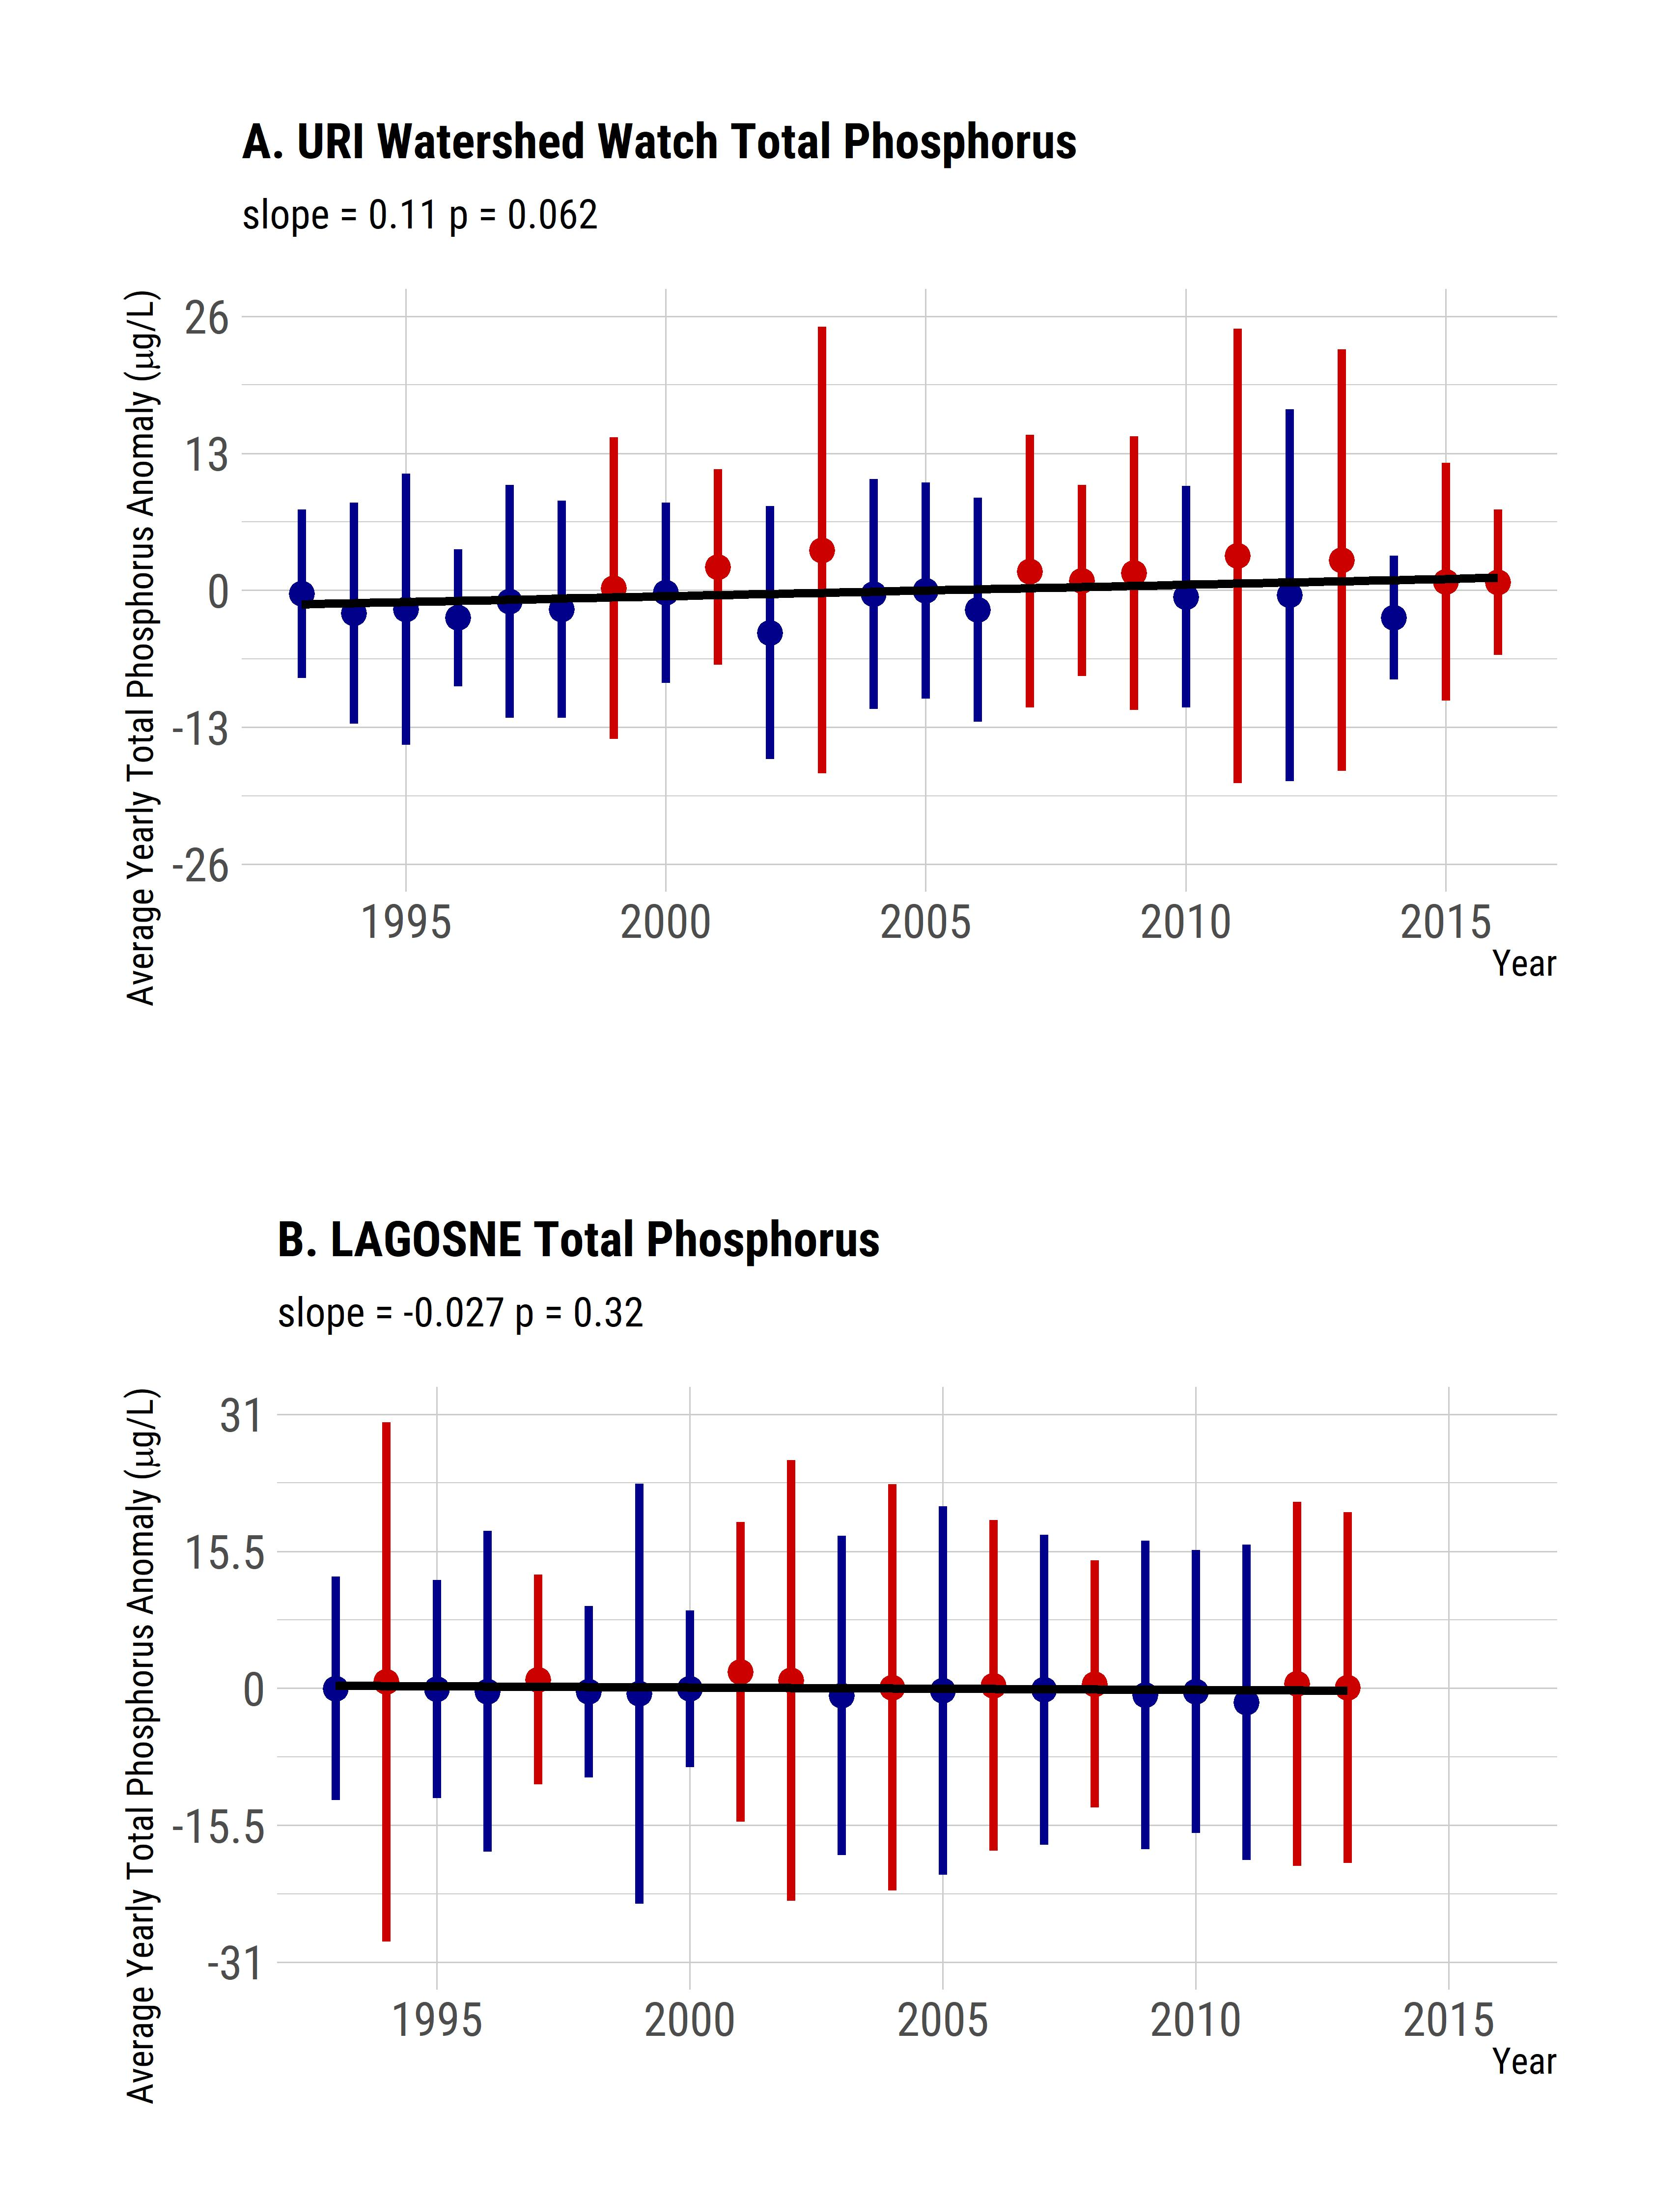 A. URI Watershed Watch Total Phosphorus
slope = 0.11 p = 0.062
Average Yearly Total Phosphorus Anomaly (μg/L)
26
13
0
-13
-26
1995 2000 2005 2010 2015
Year
B. LAGOSNE Total Phosphorus
slope = -0.027 p = 0.32
Average Yearly Total Phosphorus Anomaly (μg/L)
31
15.5
0
-15.5
-31
1995 2000 2005 2010 2015
Year